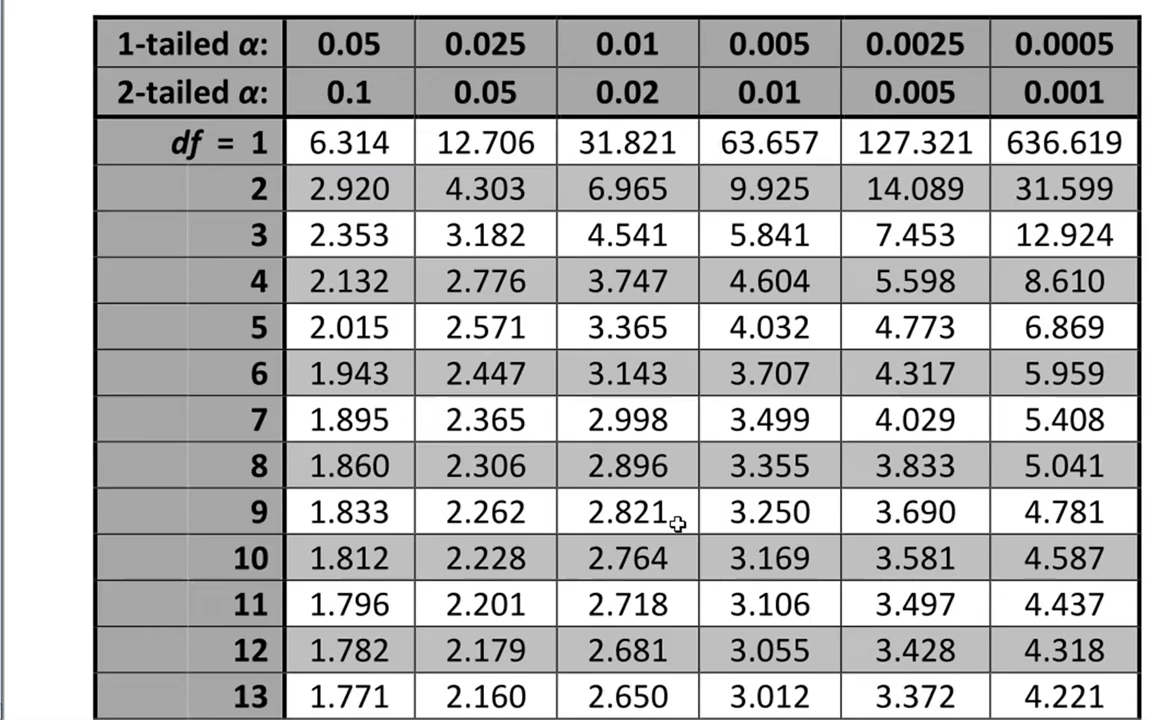 1-tailed α: 0.05 0.025 0.01 0.005 0.0025 0.0005
2-tailed α: 0.1 0.05 0.02 0.01 0.005 0.001
df = 1 6.314 12.706 31.821 63.657 127.321 636.619
2 2.920 4.303 6.965 9.925 14.089 31.599
3 2.353 3.182 4.541 5.841 7.453 12.924
4 2.132 2.776 3.747 4.604 5.598 8.610
5 2.015 2.571 3.365 4.032 4.773 6.869
6 1.943 2.447 3.143 3.707 4.317 5.959
7 1.895 2.365 2.998 3.499 4.029 5.408
8 1.860 2.306 2.896 3.355 3.833 5.041
9 1.833 2.262 2.821 3.250 3.690 4.781
10 1.812 2.228 2.764 3.169 3.581 4.587
11 1.796 2.201 2.718 3.106 3.497 4.437
12 1.782 2.179 2.681 3.055 3.428 4.318
13 1.771 2.160 2.650 3.012 3.372 4.221